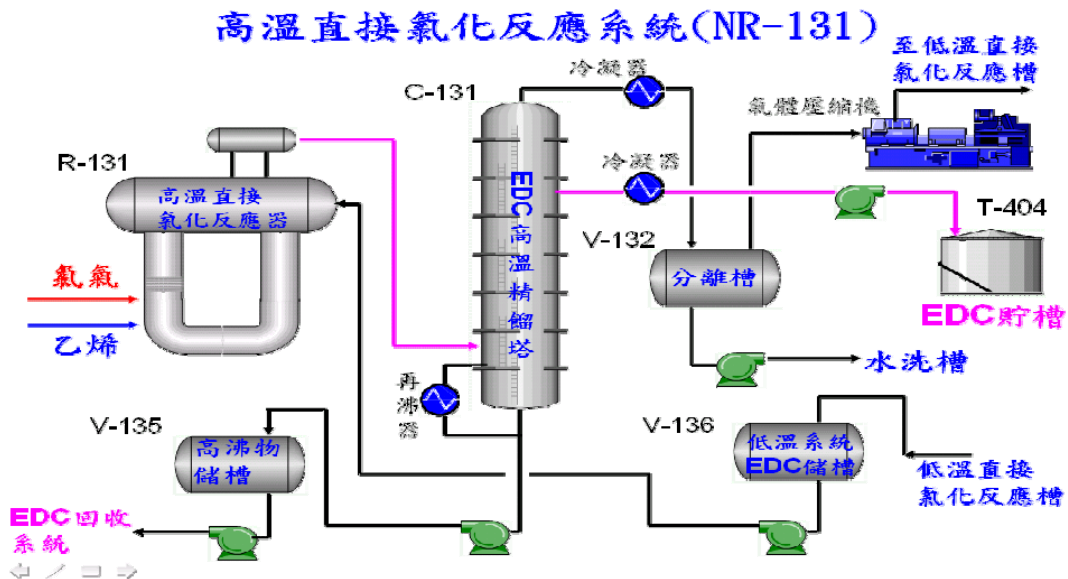 高溫直接氯化反應系統(NR-131)
至低溫直接
氯化反應槽
冷凝器
C-131
氣體壓縮機
R-131
高溫直接
氯化反應器
冷凝器
EDC高溫精餾塔
T-404
V-132
分離槽
氯氣
乙烯
EDC貯槽
水洗槽
再沸器
V-135
高沸物
儲槽
V-136
低溫系統
EDC儲槽
低溫直接
氯化反應槽
EDC回收
系統